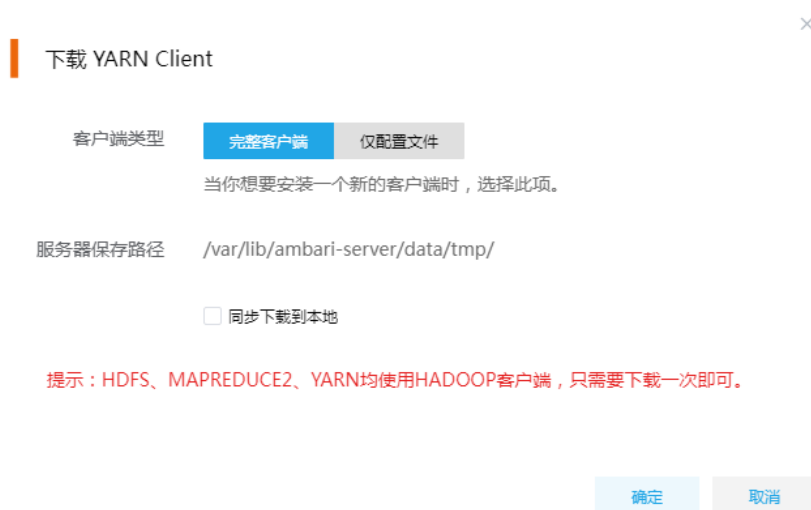 下载 YARN Client
客户端类型
完整客户端 仅配置文件
当你想要安装一个新的客户端时，选择此项。
服务器保存路径 /var/lib/ambari-server/data/tmp/
同步下载到本地
提示：HDFS、MAPREDUCE2、YARN均使用HADOOP客户端，只需要下载一次即可。
确定 取消